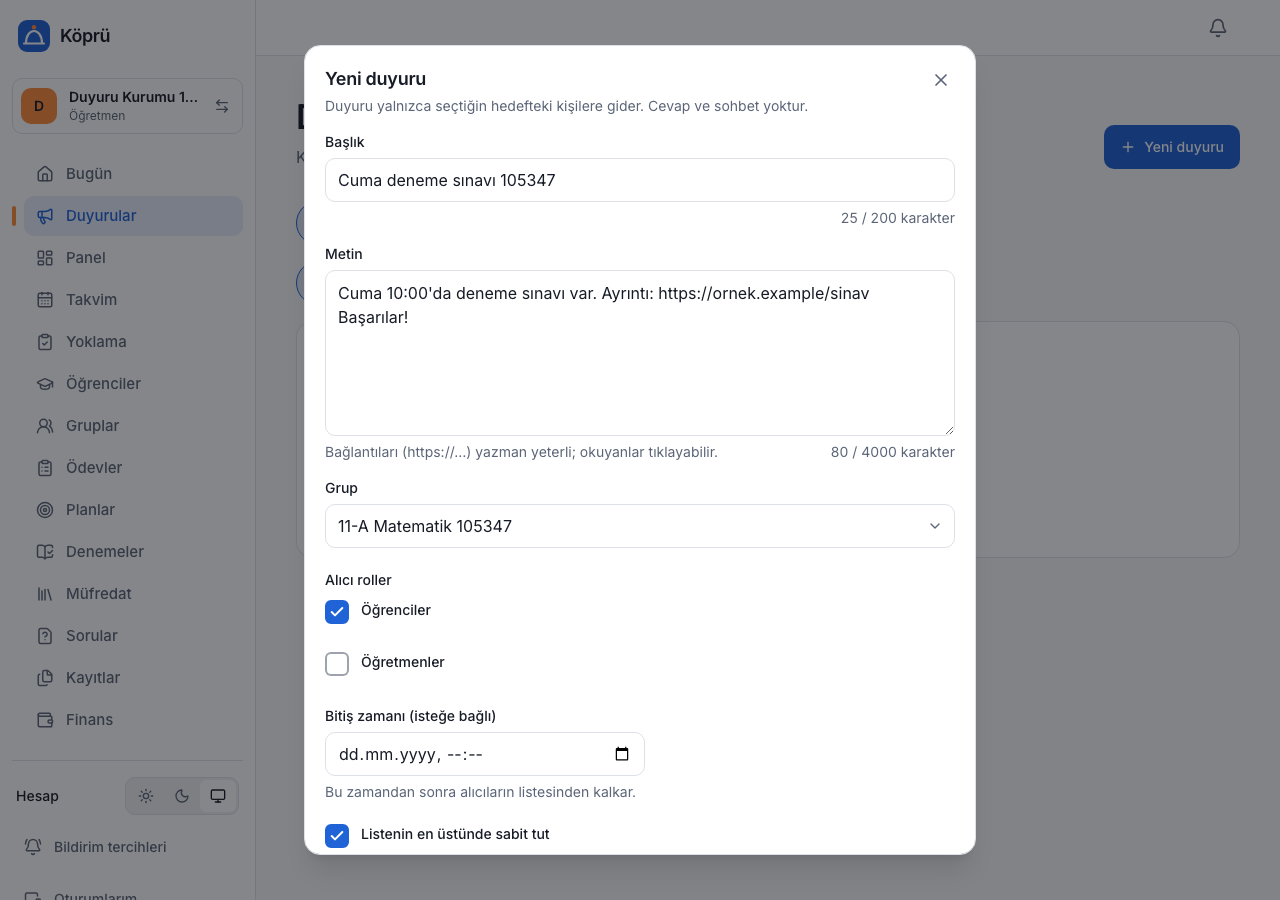 Köprü
D
Duyuru Kurumu 1...
Öğretmen
Bugün
Duyurular
Panel
Takvim
Yoklama
Öğrenciler
Gruplar
Ödevler
Planlar
Denemeler
Müfredat
Sorular
Kayıtlar
Finans
Hesap
Bildirim tercihleri
Oturumlarım
Yeni duyuru
Yeni duyuru
Duyuru yalnızca seçtiğin hedefteki kişilere gider. Cevap ve sohbet yoktur.
Başlık
Cuma deneme sınavı 105347
25 / 200 karakter
Metin
Cuma 10:00'da deneme sınavı var. Ayrıntı: https://ornek.example/sinav
Başarılar!
Bağlantıları (https://...) yazman yeterli; okuyanlar tıklayabilir.
80 / 4000 karakter
Grup
11-A Matematik 105347
Alıcı roller
Öğrenciler
Öğretmenler
Bitiş zamanı (isteğe bağlı)
dd.mm.yyyy, --:--
Bu zamandan sonra alıcıların listesinden kalkar.
Listenin en üstünde sabit tut